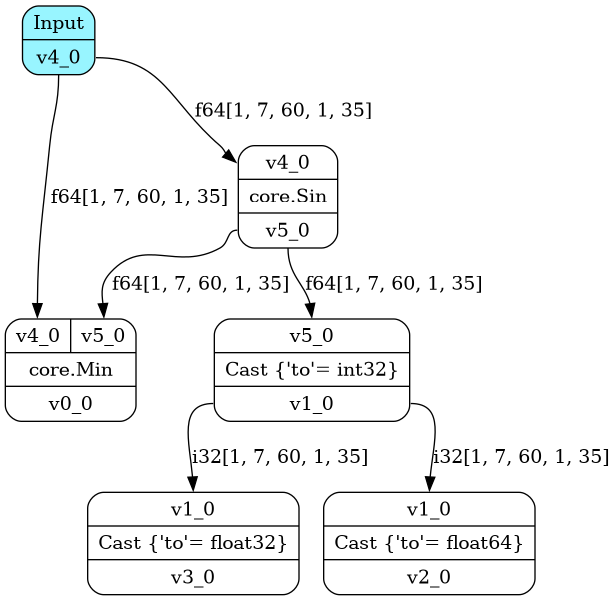 Input
v4_0
f64[1, 7, 60, 1, 35]
v4_0
core.Sin
v5_0
f64[1, 7, 60, 1, 35]
f64[1, 7, 60, 1, 35]
f64[1, 7, 60, 1, 35]
v4_0 v5_0
core.Min
v0_0
v5_0
Cast {'to'= int32}
v1_0
i32[1, 7, 60, 1, 35]
i32[1, 7, 60, 1, 35]
v1_0
Cast {'to'= float32}
v3_0
v1_0
Cast {'to'= float64}
v2_0